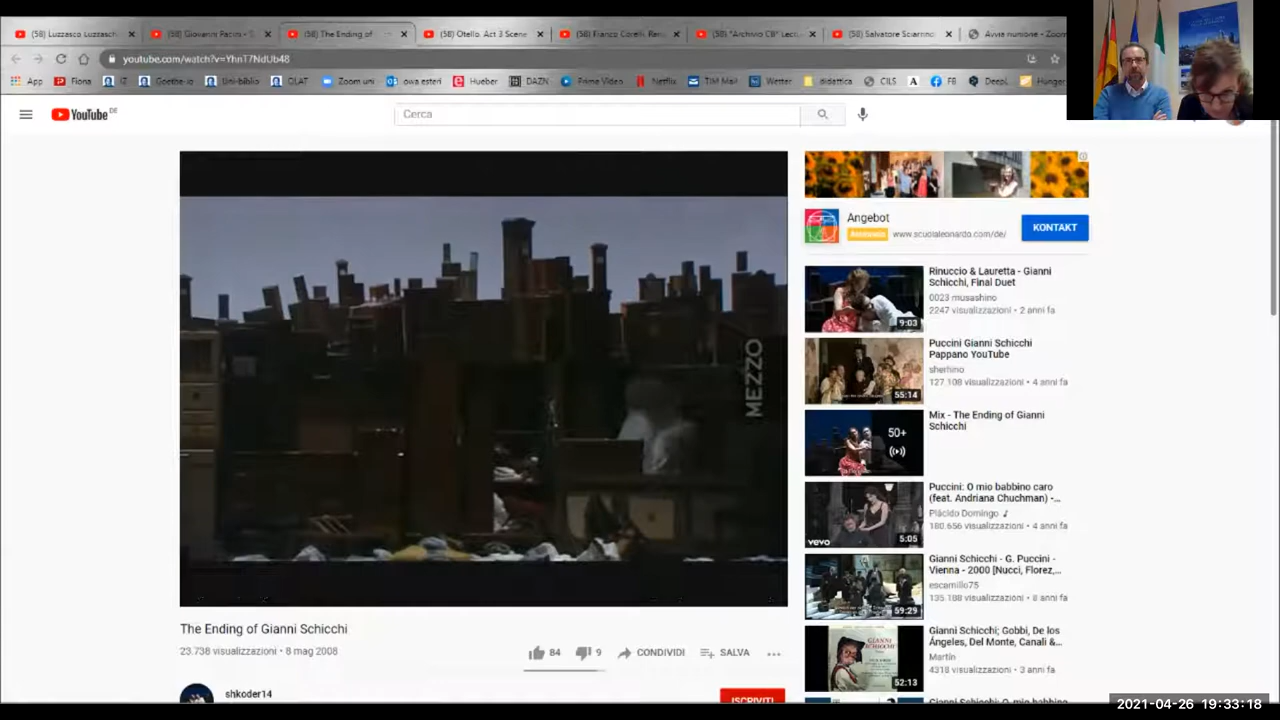 (58) Luzzasco Luzzasch
(58) Giovanni Pacini - S
(58) The Ending of
(58) Otello. Act 3 Scene
(58) Franco Corelli
(58) "Archivio CB"
(58) Salvatore Sciarrino
Avvia riunione - Zoom
youtube.com/watch?v=YhnT7NdUb48
App
Fiona
IZ
Goethe-io
Uni-biblio
OLAT
Zoom uni
owa esteri
Hueber
DAZN
Prime Video
Netflix
TIM Mail
Wetter
didattica
CILS
FB
DeepL
YouTube DE
Cerca
MEZZO
Angebot
www.scuolaleonardo.com/de/
KONTAKT
Rinuccio & Lauretta - Gianni
Schicchi, Final Duet
0023 musashino
2247 visualizzazioni • 2 anni fa
9:03
Puccini Gianni Schicchi
Pappano YouTube
sherhino
127.108 visualizzazioni • 4 anni fa
55:14
Mix - The Ending of Gianni
Schicchi
50+
Puccini: O mio babbino caro
(feat. Andriana Chuchman) -...
Plácido Domingo
180.656 visualizzazioni • 4 anni fa
vevo
5:05
Gianni Schicchi - G. Puccini -
Vienna - 2000 [Nucci, Florez,...
escamillo75
135.188 visualizzazioni • 8 anni fa
59:29
Gianni Schicchi; Gobbi, De los
Ángeles, Del Monte, Canali &...
Martin
4318 visualizzazioni • 3 anni fa
GIANNI
SCHICCHI
52:13
The Ending of Gianni Schicchi
23.738 visualizzazioni • 8 mag 2008
84
9
CONDIVIDI
SALVA
shkoder14
ISCRIVITI
2021-04-26 19:33:18